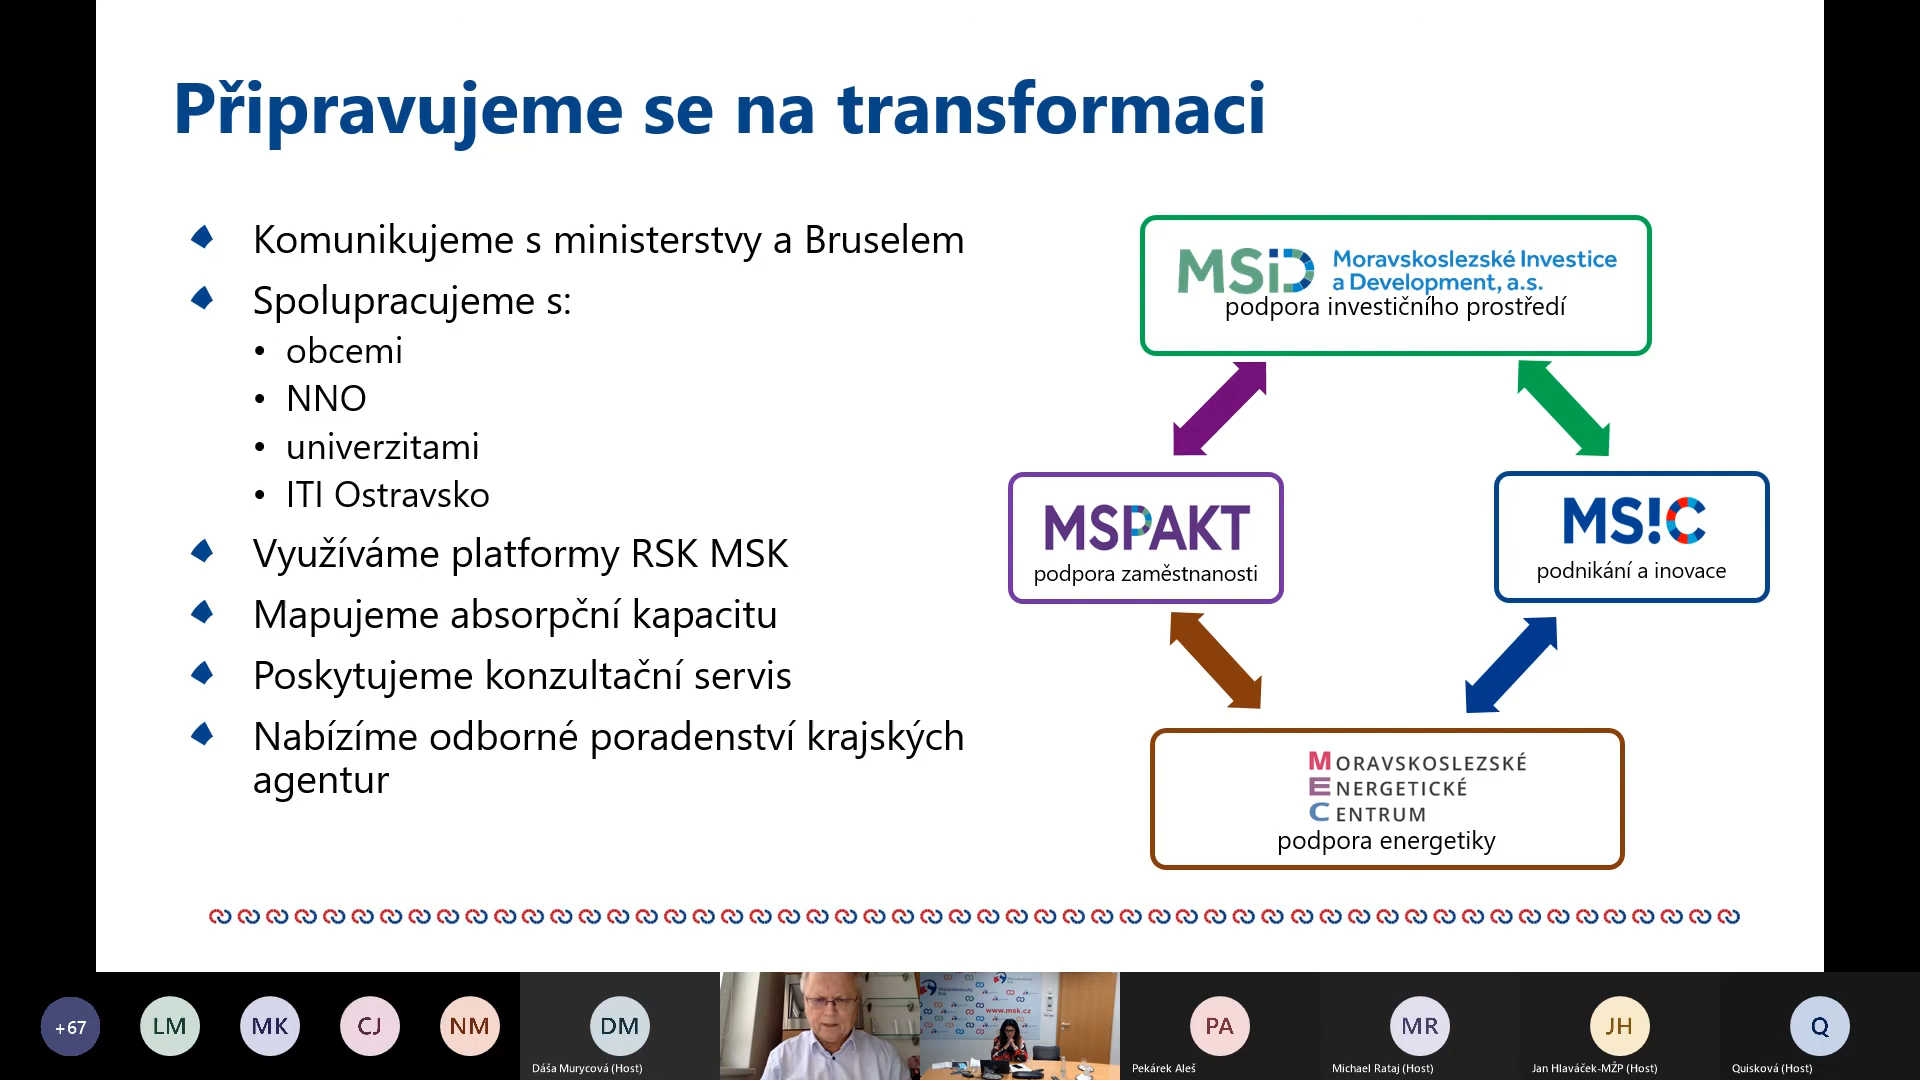 Připravujeme se na transformaci
Komunikujeme s ministerstvy a Bruselem
Spolupracujeme s:
• obcemi
• NNO
• univerzitami
• ITI Ostravsko
Využíváme platformy RSK MSK
Mapujeme absorpční kapacitu
Poskytujeme konzultační servis
Nabízíme odborné poradenství krajských
agentur
MSiD Moravskoslezské Investice
a Development, a.s.
podpora investičního prostředí
MSPAKT
podpora zaměstnanosti
MS!C
podnikání a inovace
MORAVSKOSLEZSKÉ
ENERGETICKÉ
CENTRUM
podpora energetiky
+67
LM
MK
CJ
NM
DM
Dáša Murycová (Host)
www.msk.cz
PA
Pekárek Aleš
MR
Michael Rataj (Host)
JH
Jan Hlaváček-MŽP (Host)
Q
Quisková (Host)